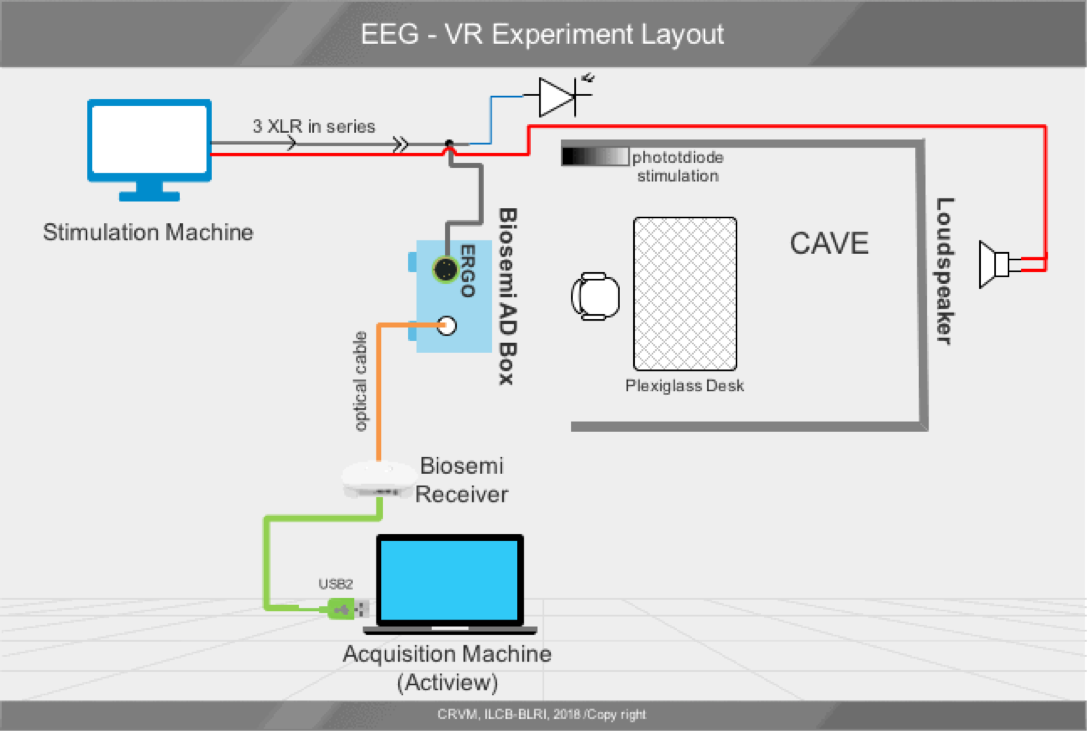 EEG - VR Experiment Layout
3 XLR in series
phototdiode
stimulation
Stimulation Machine
CAVE
Loudspeaker
ERGO
Biosemi AD Box
optical cable
Plexiglass Desk
Biosemi
Receiver
USB2
Acquisition Machine
(Actiview)
CRVM, ILCB-BLRI, 2018 /Copy right